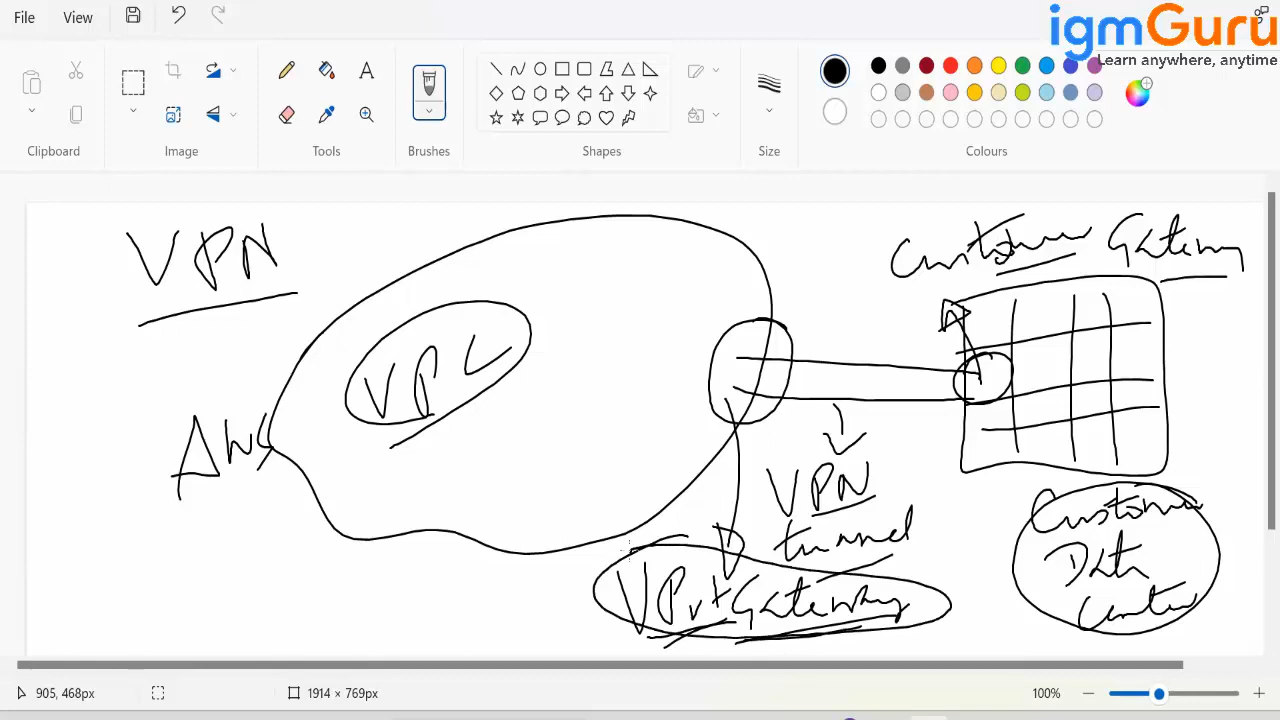 File View
igmGuru
Learn anywhere, anytime
Clipboard Image Tools Brushes Shapes Size Colours
VPN
Customer Gateway
VPC
AWS
VPN
tunnel
VPvt Gateway
Customer
Data
Center
905, 468px 1914 × 769px 100%